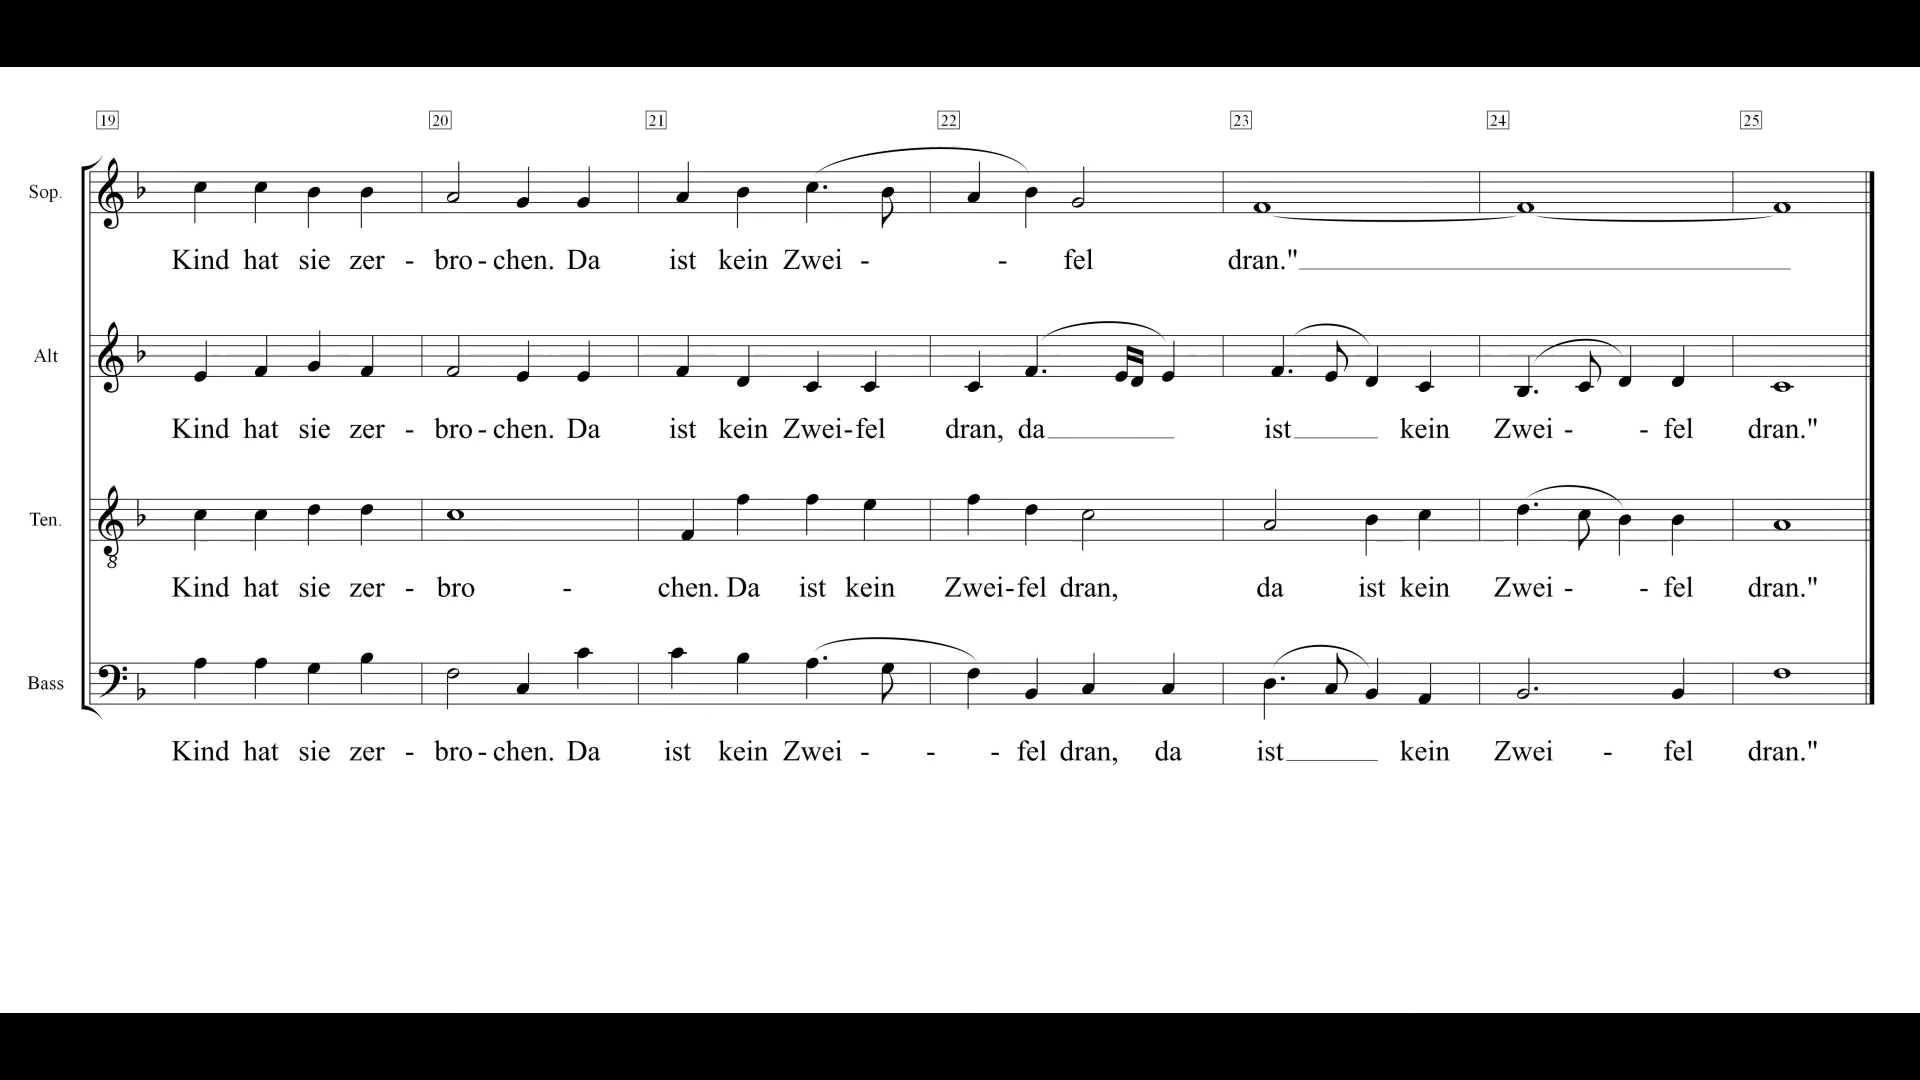 19 20 21 22 23 24 25
Sop.
Kind hat sie zer - bro - chen. Da ist kein Zwei - - fel dran."
Alt
Kind hat sie zer - bro - chen. Da ist kein Zwei - fel dran, da ist kein Zwei - - fel dran."
Ten.
8
Kind hat sie zer - bro - chen. Da ist kein Zwei - fel dran, da ist kein Zwei - - fel dran."
Bass
Kind hat sie zer - bro - chen. Da ist kein Zwei - - - fel dran, da ist kein Zwei - fel dran."